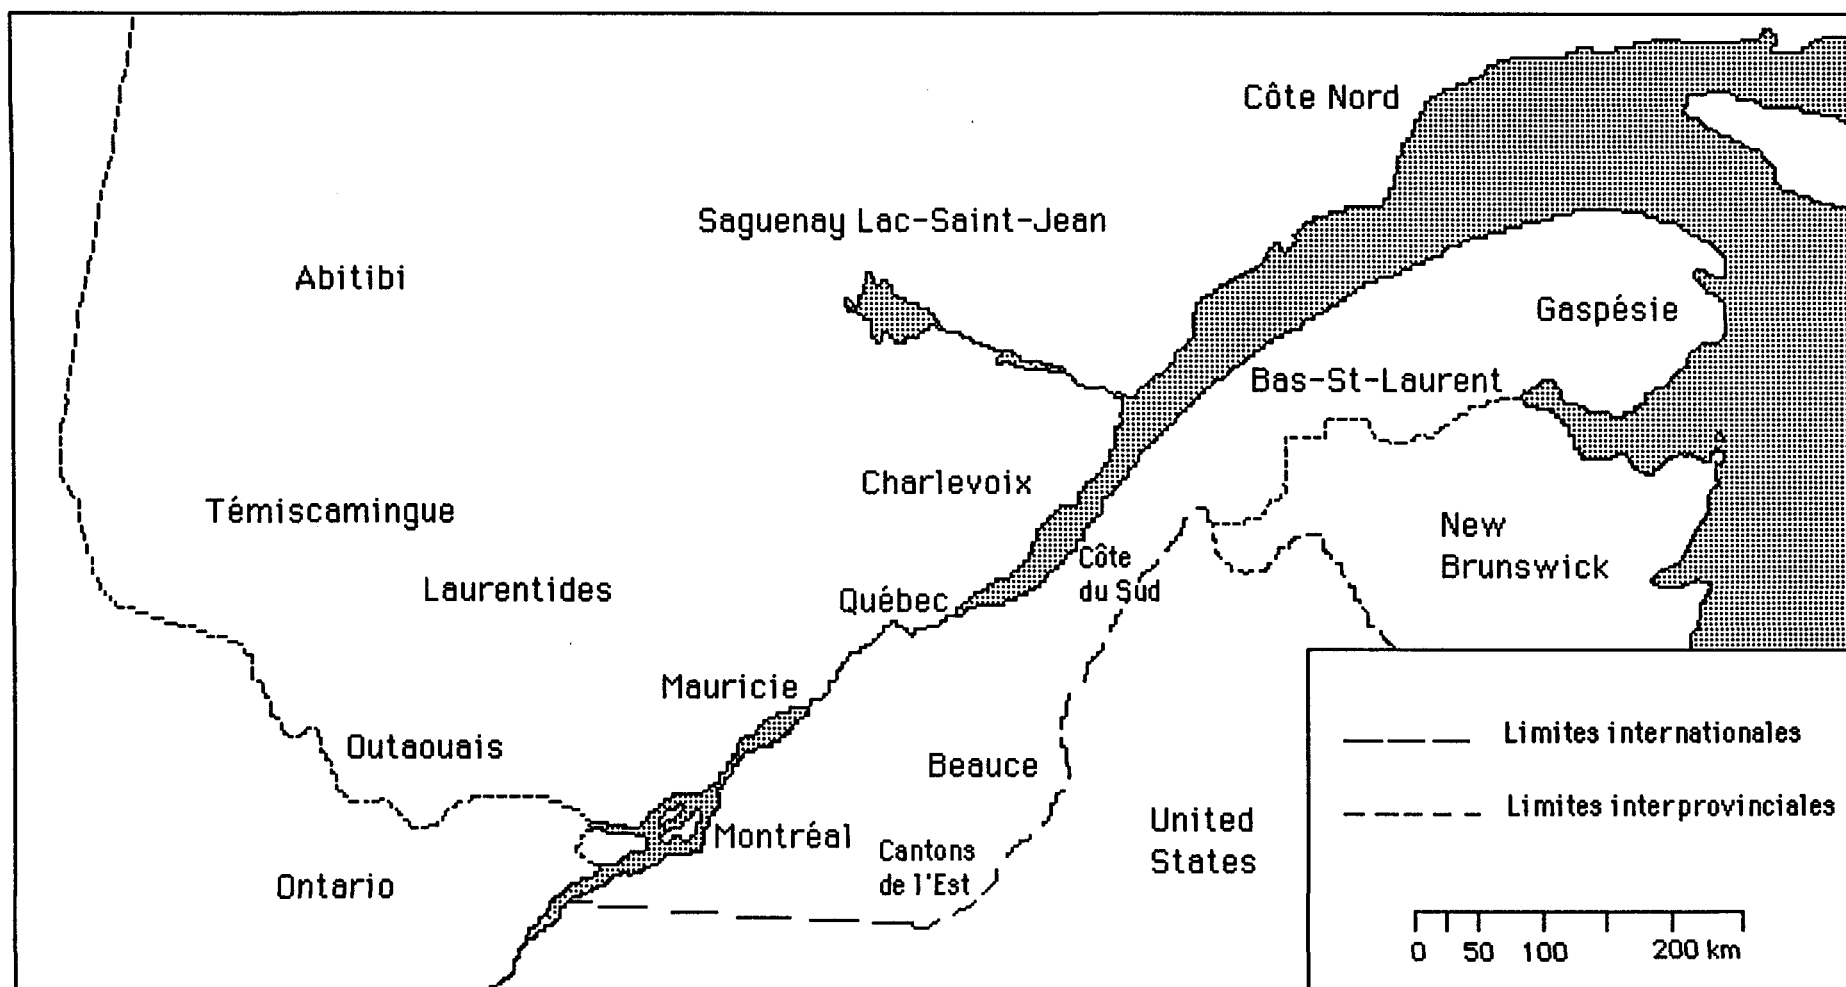 Côte Nord
Saguenay Lac-Saint-Jean
Abitibi
Gaspésie
Bas-St-Laurent
Charlevoix
Témiscamingue
New
Brunswick
Côte
du Sud
Laurentides
Québec
Mauricie
Outaouais
Beauce
Montréal
United
States
Cantons
de l'Est
Ontario
Limites internationales
Limites interprovinciales
0 50 100 200 km